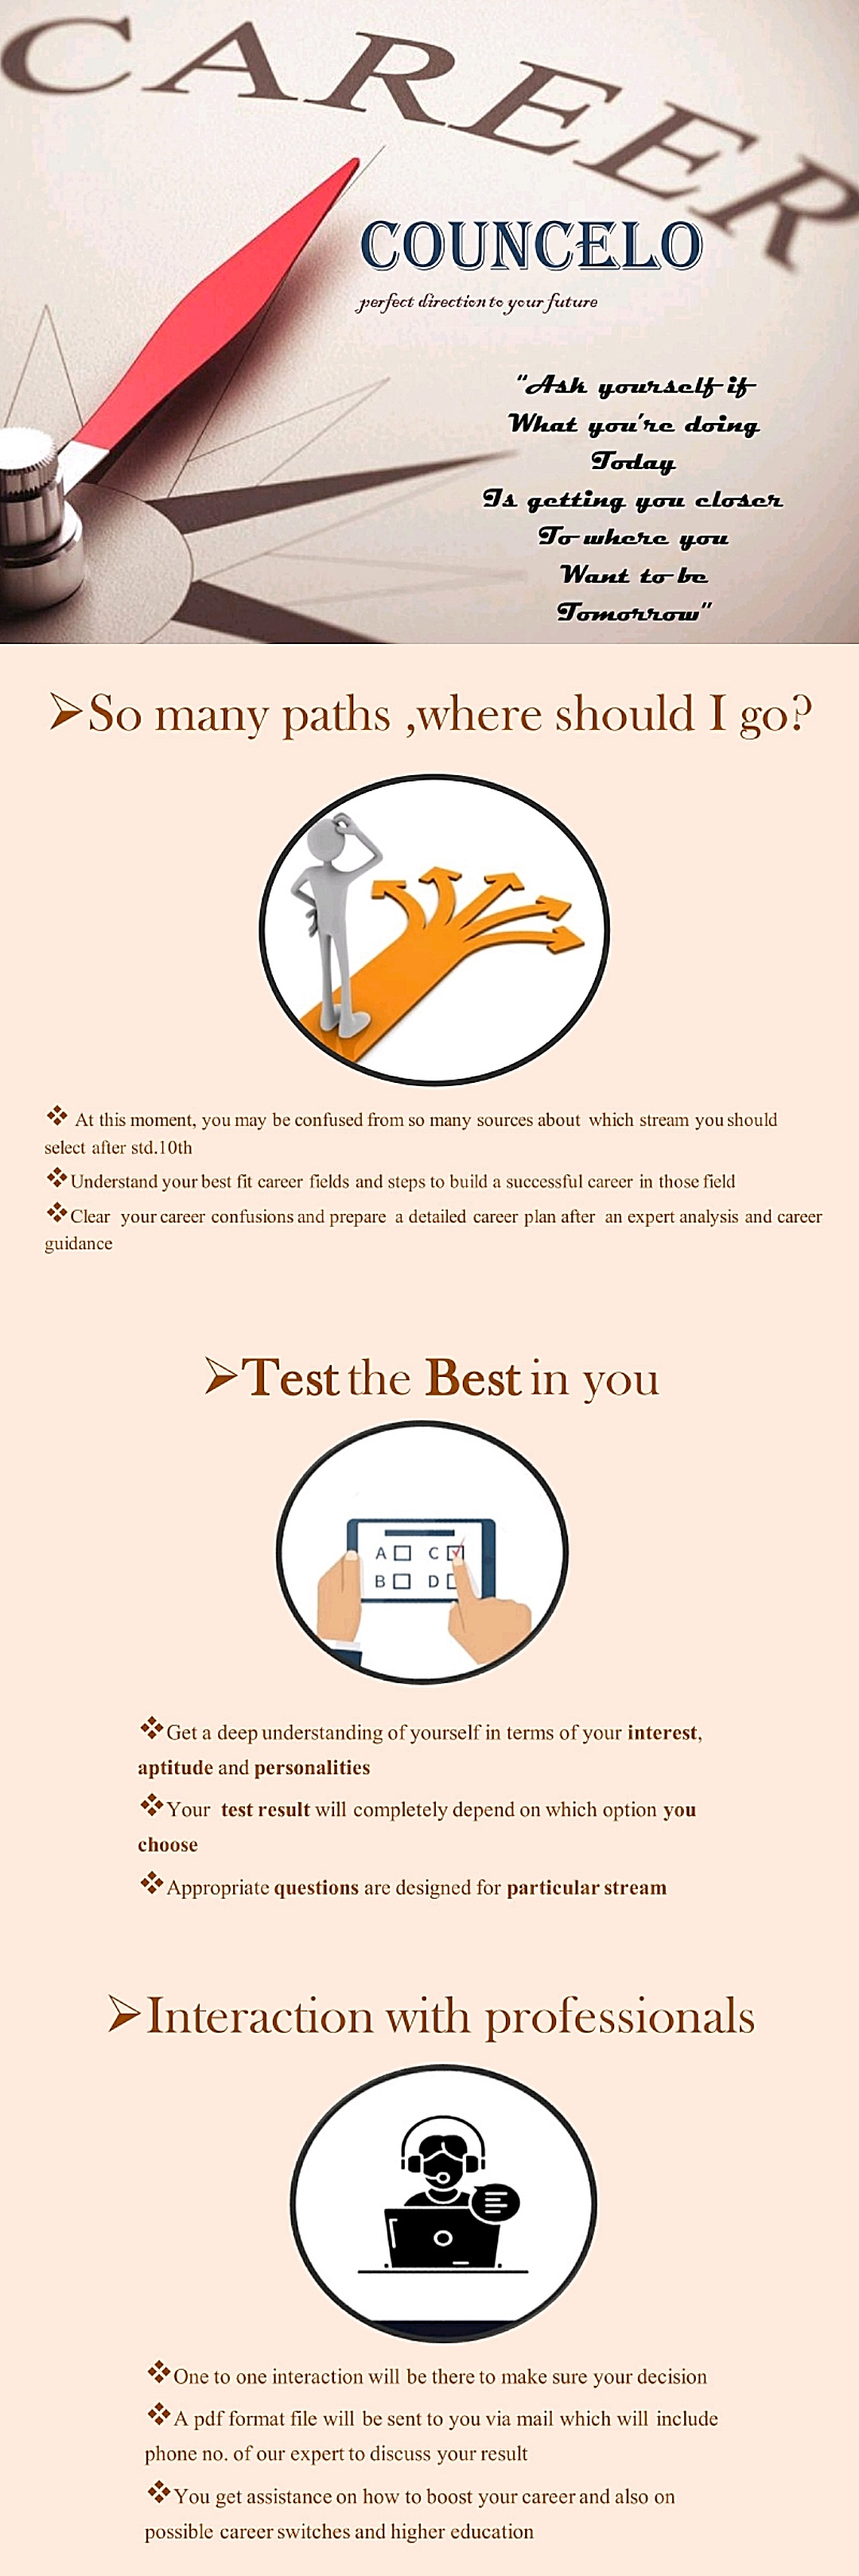 CAREER
COUNCELO
perfect direction to your future
"Ask yourself if
What you're doing
Today
Is getting you closer
To where you
Want to be
Tomorrow"
➢So many paths ,where should I go?
❖ At this moment, you may be confused from so many sources about which stream you should
select after std.10th
❖Understand your best fit career fields and steps to build a successful career in those field
❖Clear your career confusions and prepare a detailed career plan after an expert analysis and career
guidance
➢Test the Best in you
A C
B D
❖Get a deep understanding of yourself in terms of your interest,
aptitude and personalities
❖Your test result will completely depend on which option you
choose
❖Appropriate questions are designed for particular stream
➢Interaction with professionals
❖One to one interaction will be there to make sure your decision
❖A pdf format file will be sent to you via mail which will include
phone no. of our expert to discuss your result
❖You get assistance on how to boost your career and also on
possible career switches and higher education